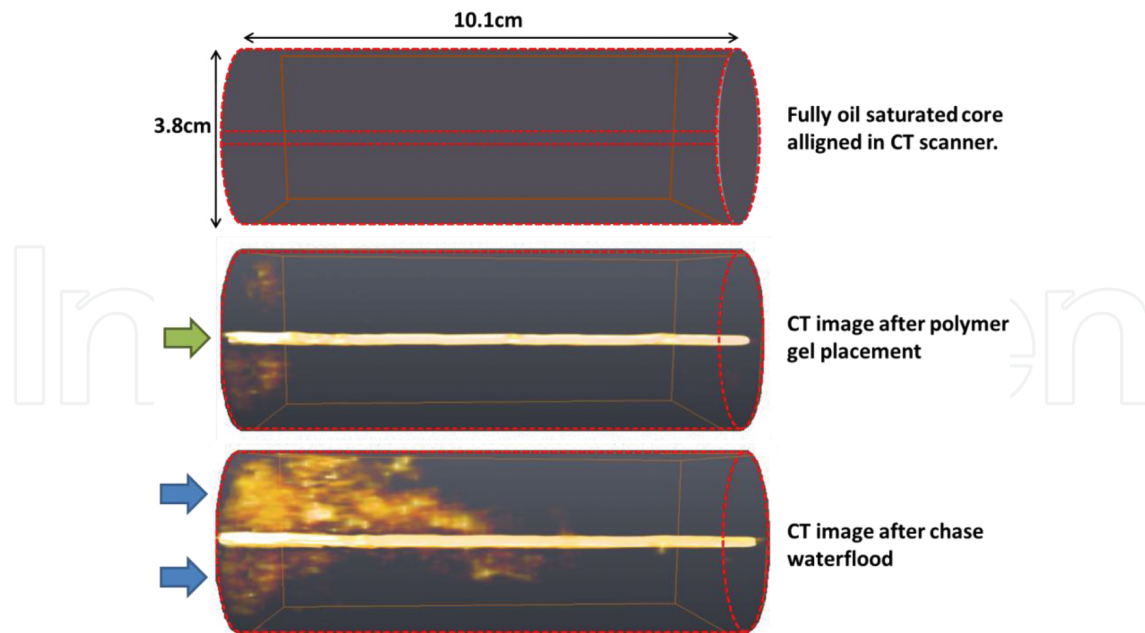 10.1cm
3.8cm
Fully oil saturated core
alligned in CT scanner.
CT image after polymer
gel placement
CT image after chase
waterflood